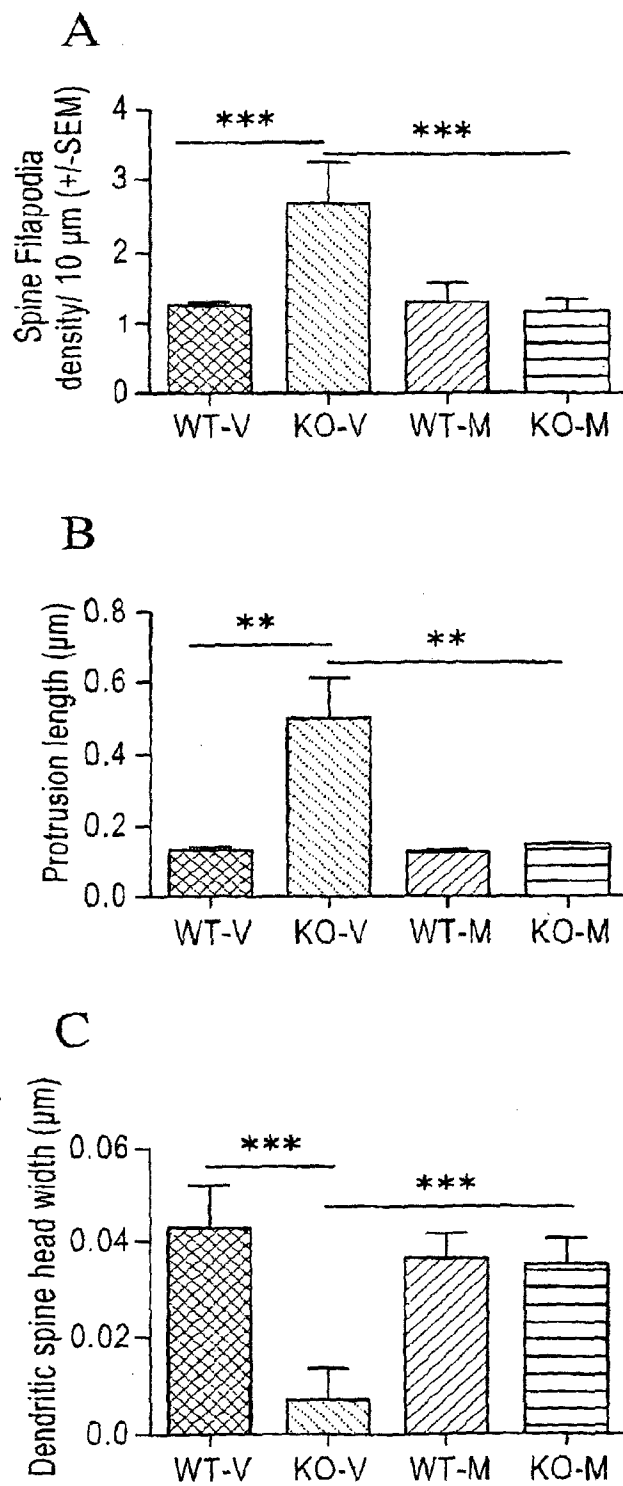 A
Spine Filapodia
density/ 10 µm (+/-SEM)
4
3
2
1
0
***
***
WT-V KO-V WT-M KO-M
B
Protrusion length (µm)
0.8
0.6
0.4
0.2
0.0
**
**
WT-V KO-V WT-M KO-M
C
Dendritic spine head width (µm)
0.06
0.04
0.02
0.0
***
***
WT-V KO-V WT-M KO-M